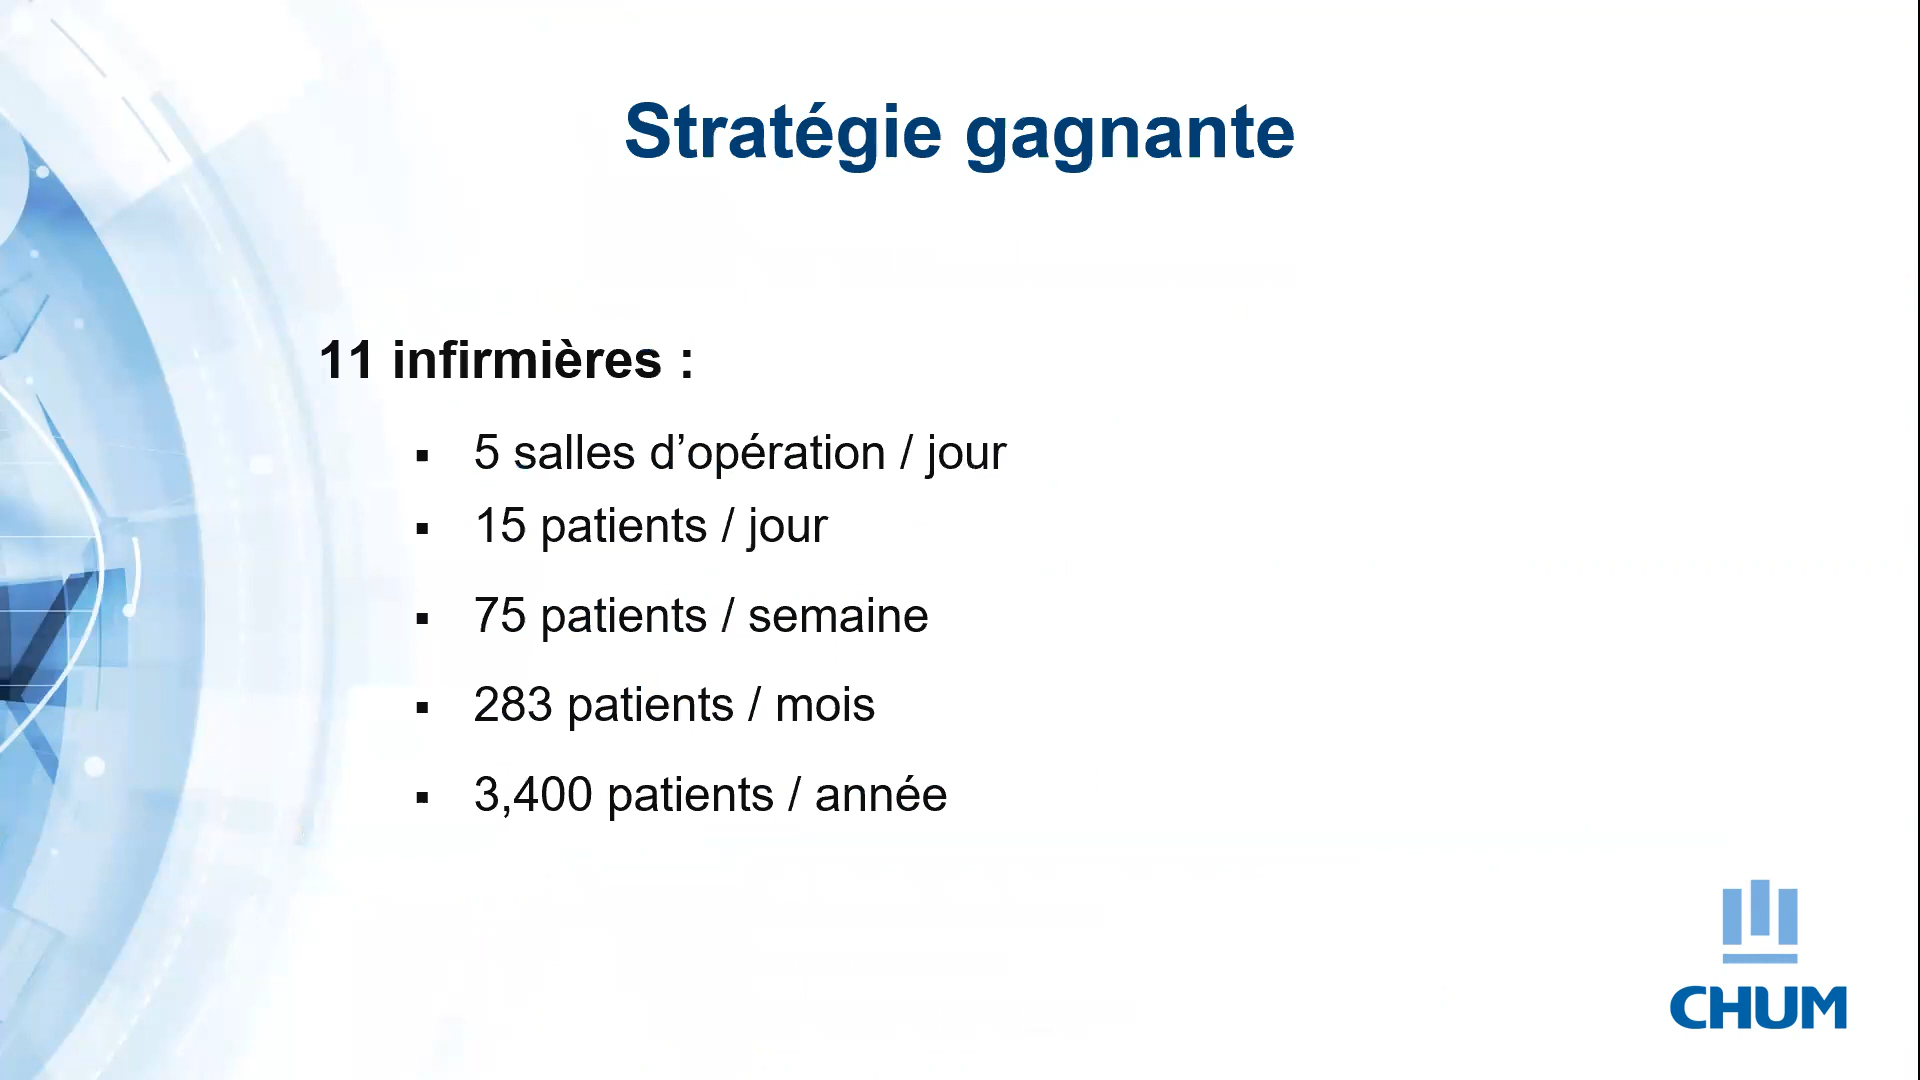 Stratégie gagnante
11 infirmières :
▪ 5 salles d’opération / jour
▪ 15 patients / jour
▪ 75 patients / semaine
▪ 283 patients / mois
▪ 3,400 patients / année
CHUM